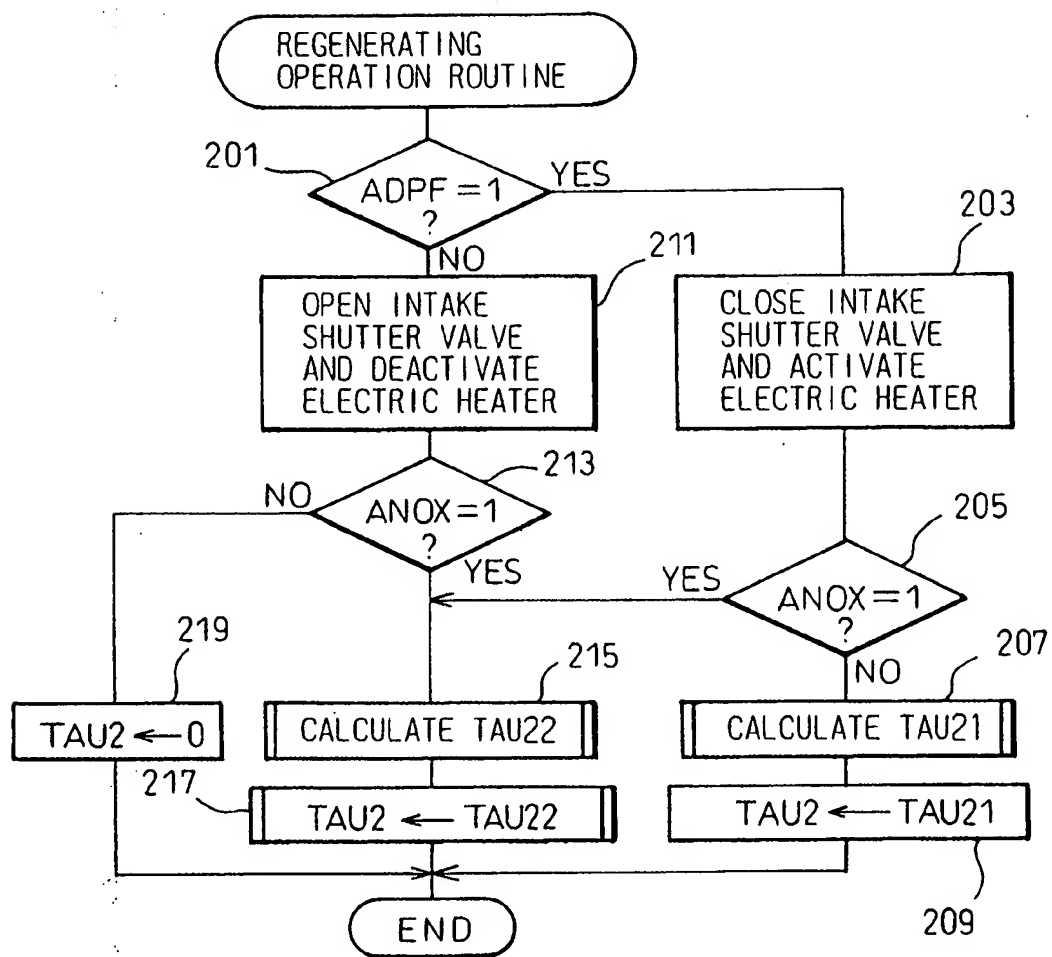 REGENERATING
OPERATION ROUTINE
201
ADPF = 1
?
YES
NO
211
203
OPEN INTAKE
SHUTTER VALVE
AND DEACTIVATE
ELECTRIC HEATER
CLOSE INTAKE
SHUTTER VALVE
AND ACTIVATE
ELECTRIC HEATER
213
NO
ANOX=1
?
YES
205
YES
ANOX=1
?
NO
219
215
207
TAU2 ← 0
CALCULATE TAU22
CALCULATE TAU21
217
TAU2 ← TAU22
TAU2 ← TAU21
209
END